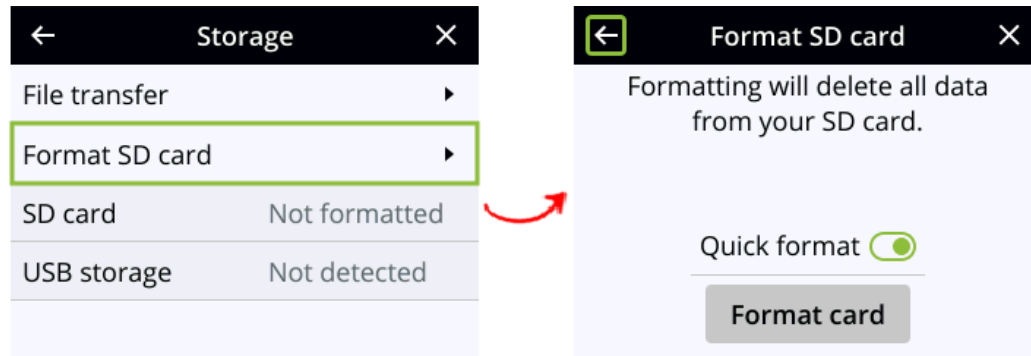 Storage
File transfer
Format SD card
SD card Not formatted
USB storage Not detected
Format SD card
Formatting will delete all data
from your SD card.
Quick format
Format card